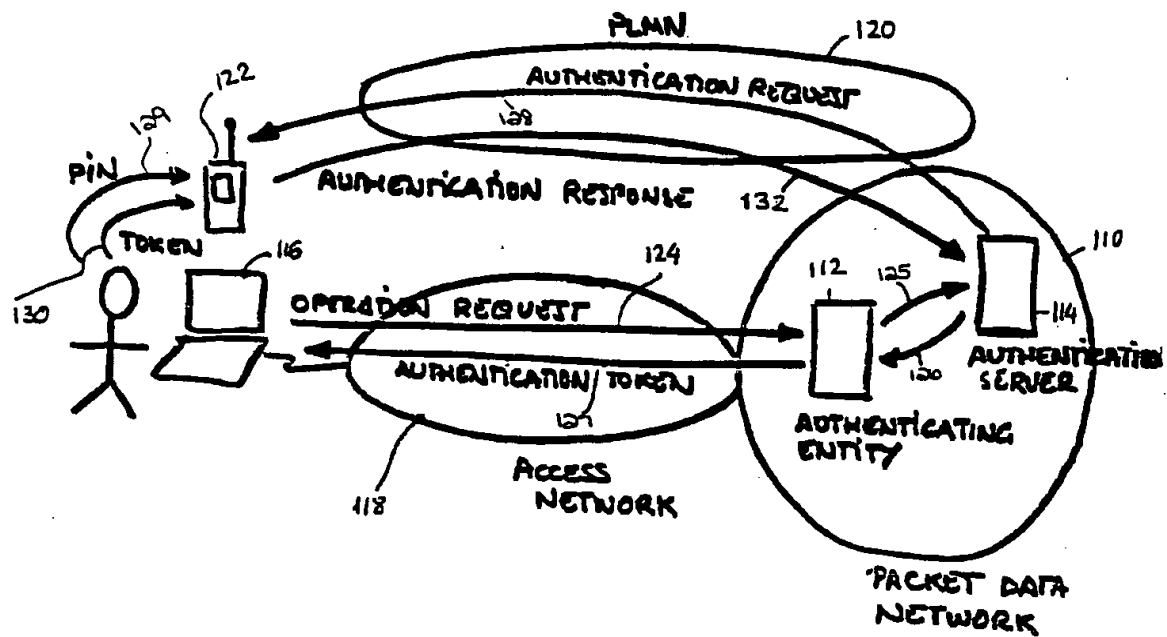 PLMN
120
122
AUTHENTICATION REQUEST
128
129
PIN
AUTHENTICATION RESPONSE
132
TOKEN
116
124
112
125
110
130
OPERATION REQUEST
114
AUTHENTICATION TOKEN
120
AUTHENTICATION
SERVER
127
AUTHENTICATING
ENTITY
ACCESS
NETWORK
118
PACKET DATA
NETWORK